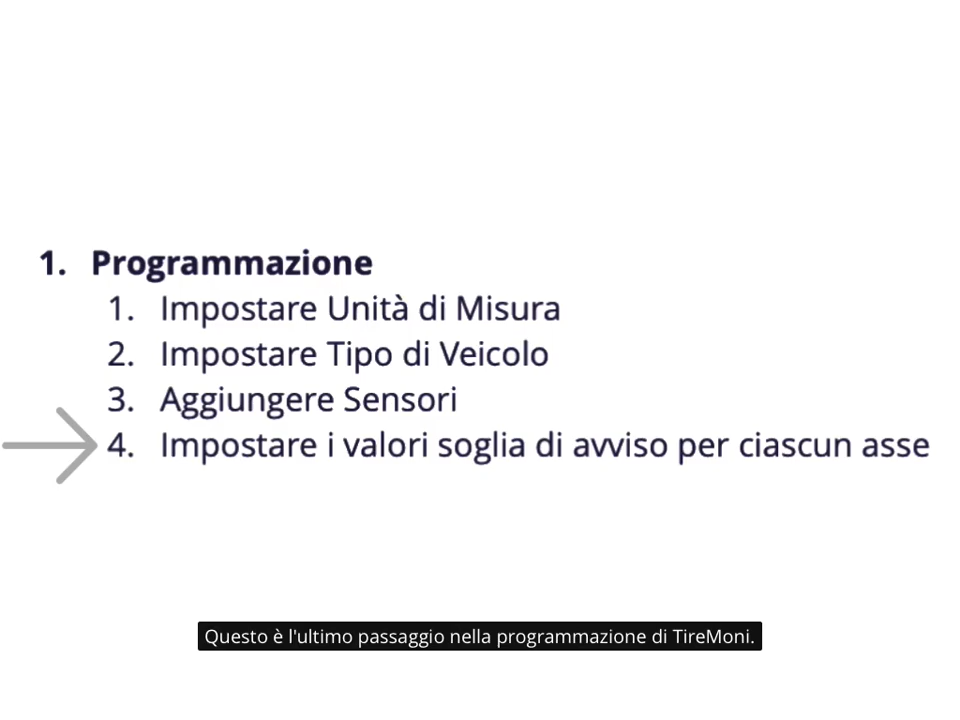 1. Programmazione
1. Impostare Unità di Misura
2. Impostare Tipo di Veicolo
3. Aggiungere Sensori
4. Impostare i valori soglia di avviso per ciascun asse
Questo è l'ultimo passaggio nella programmazione di TireMoni.